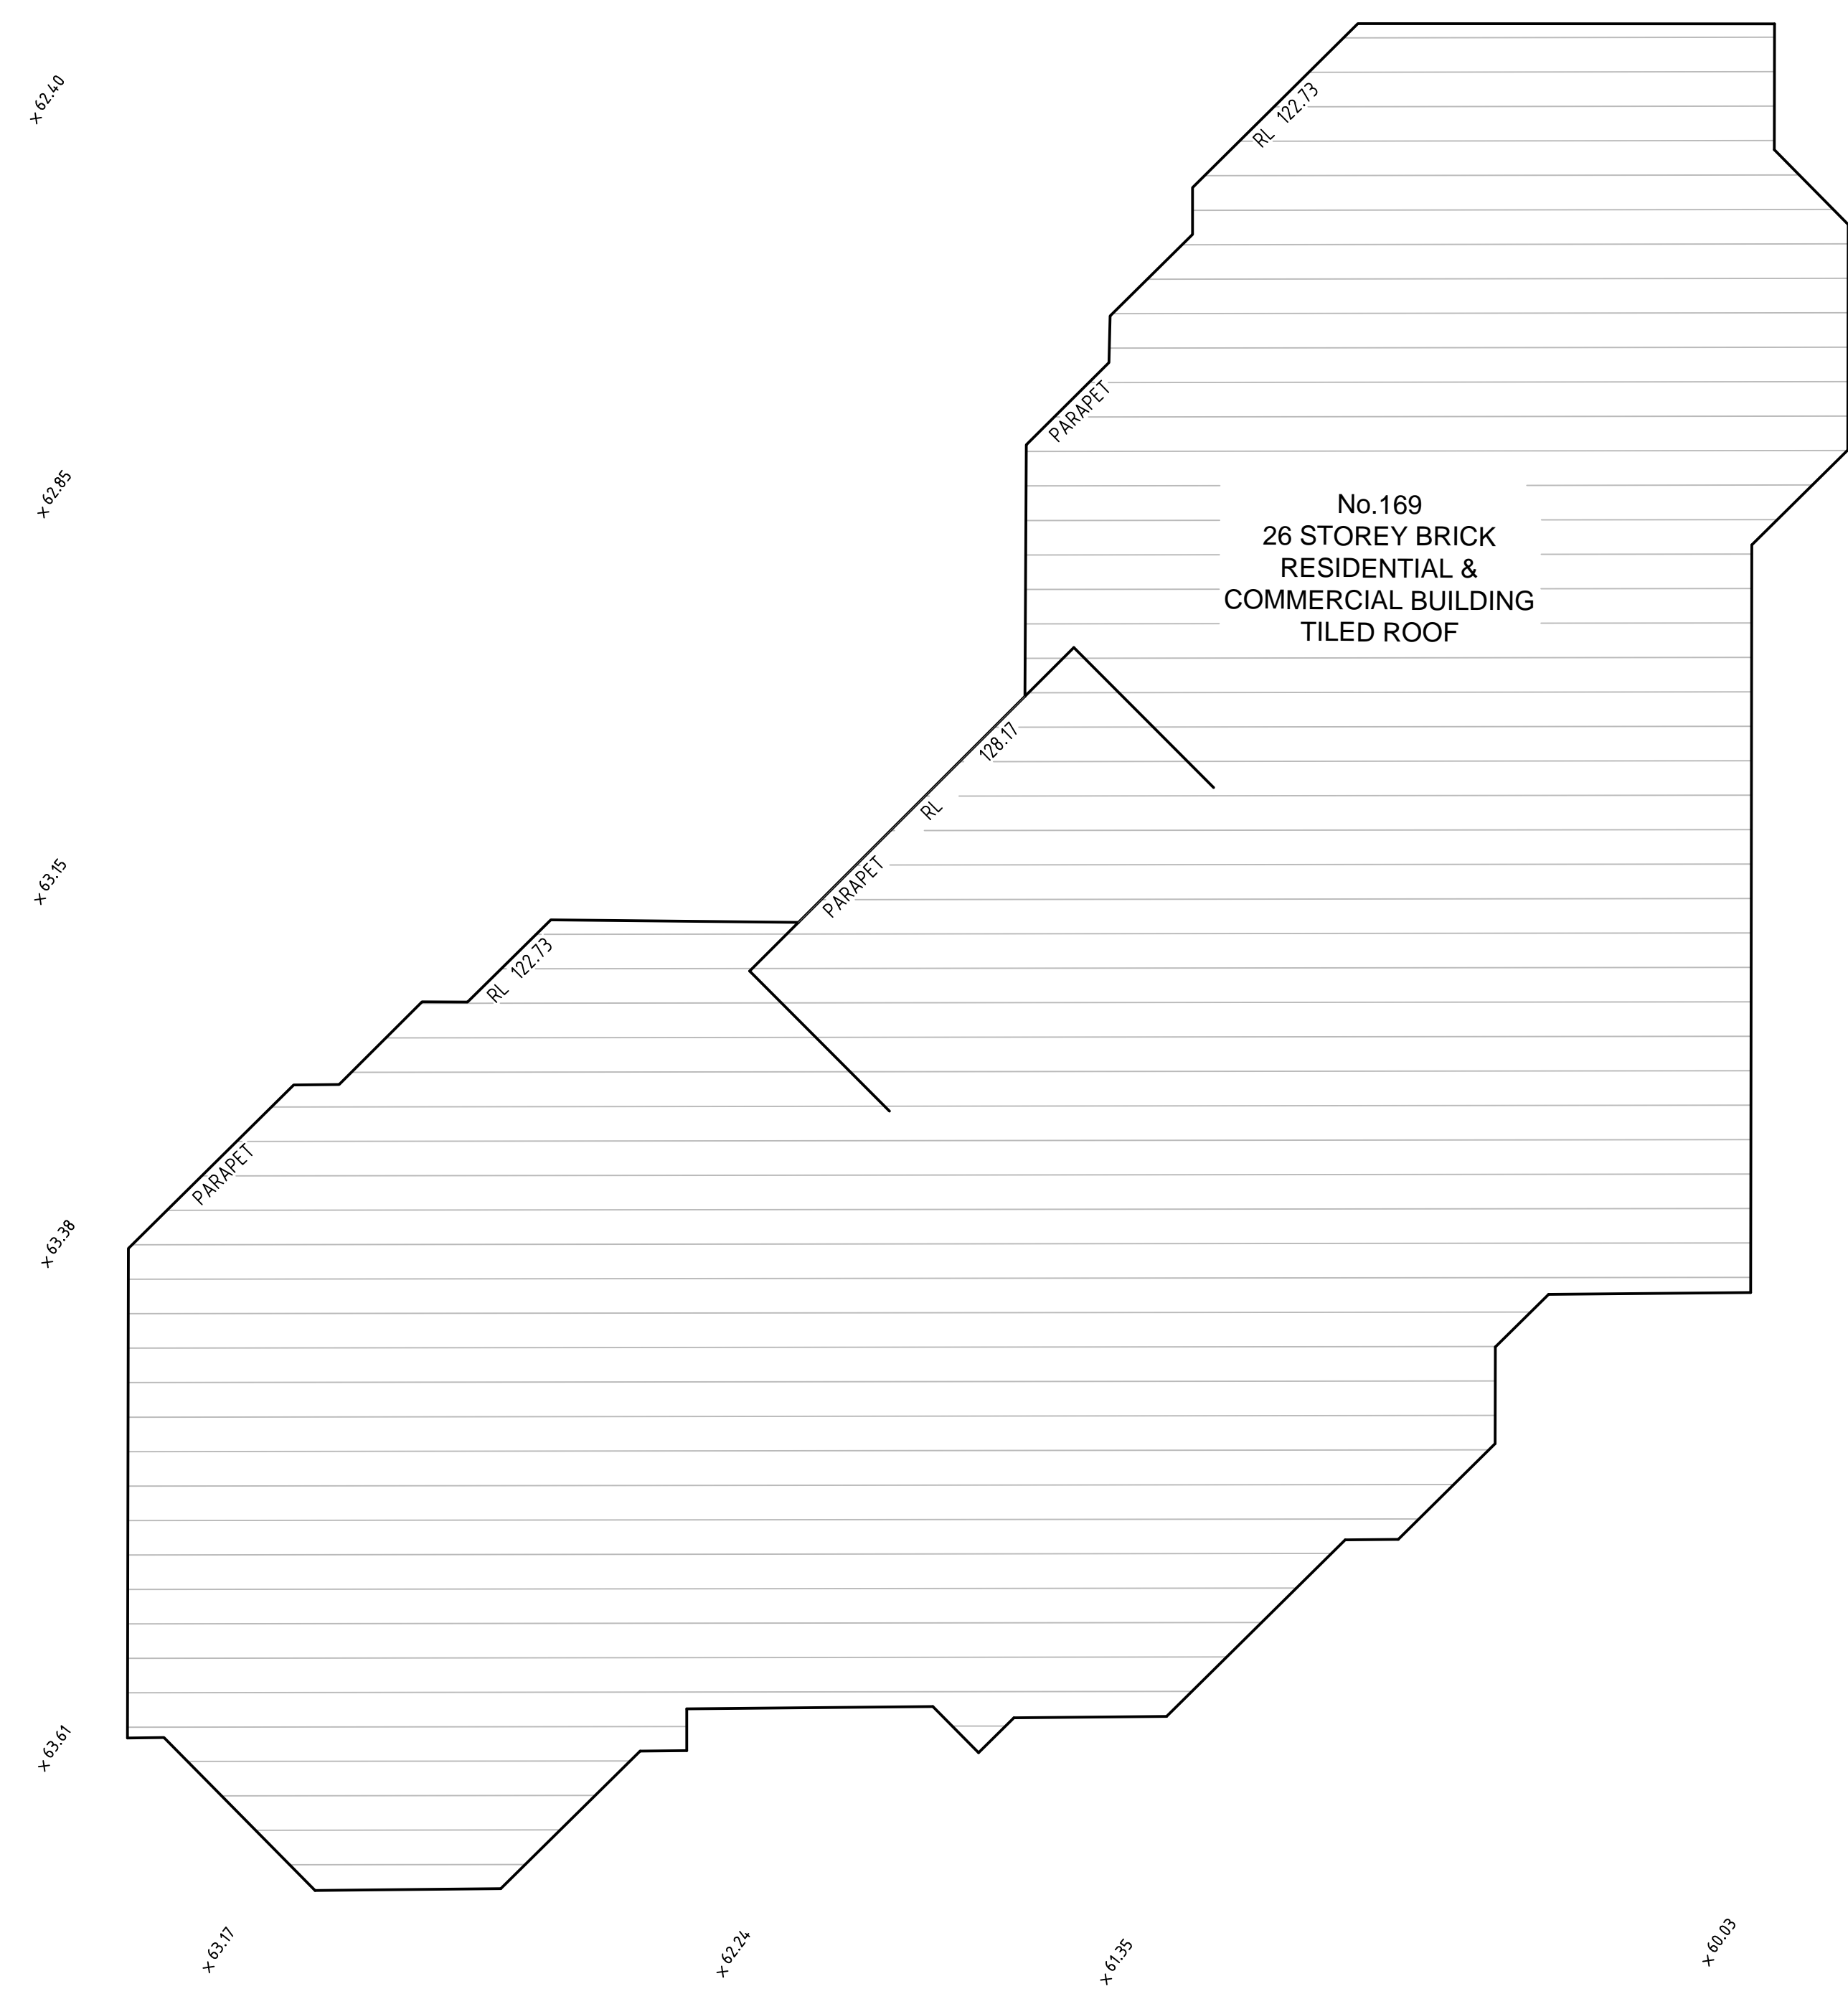 62.40
RL 122.73
PARAPET
62.85
No.169
26 STOREY BRICK
RESIDENTIAL &
COMMERCIAL BUILDING
TILED ROOF
PARAPET RL 128.17
63.15
RL 122.73
PARAPET
63.38
63.61
63.17
62.24
61.35
60.03